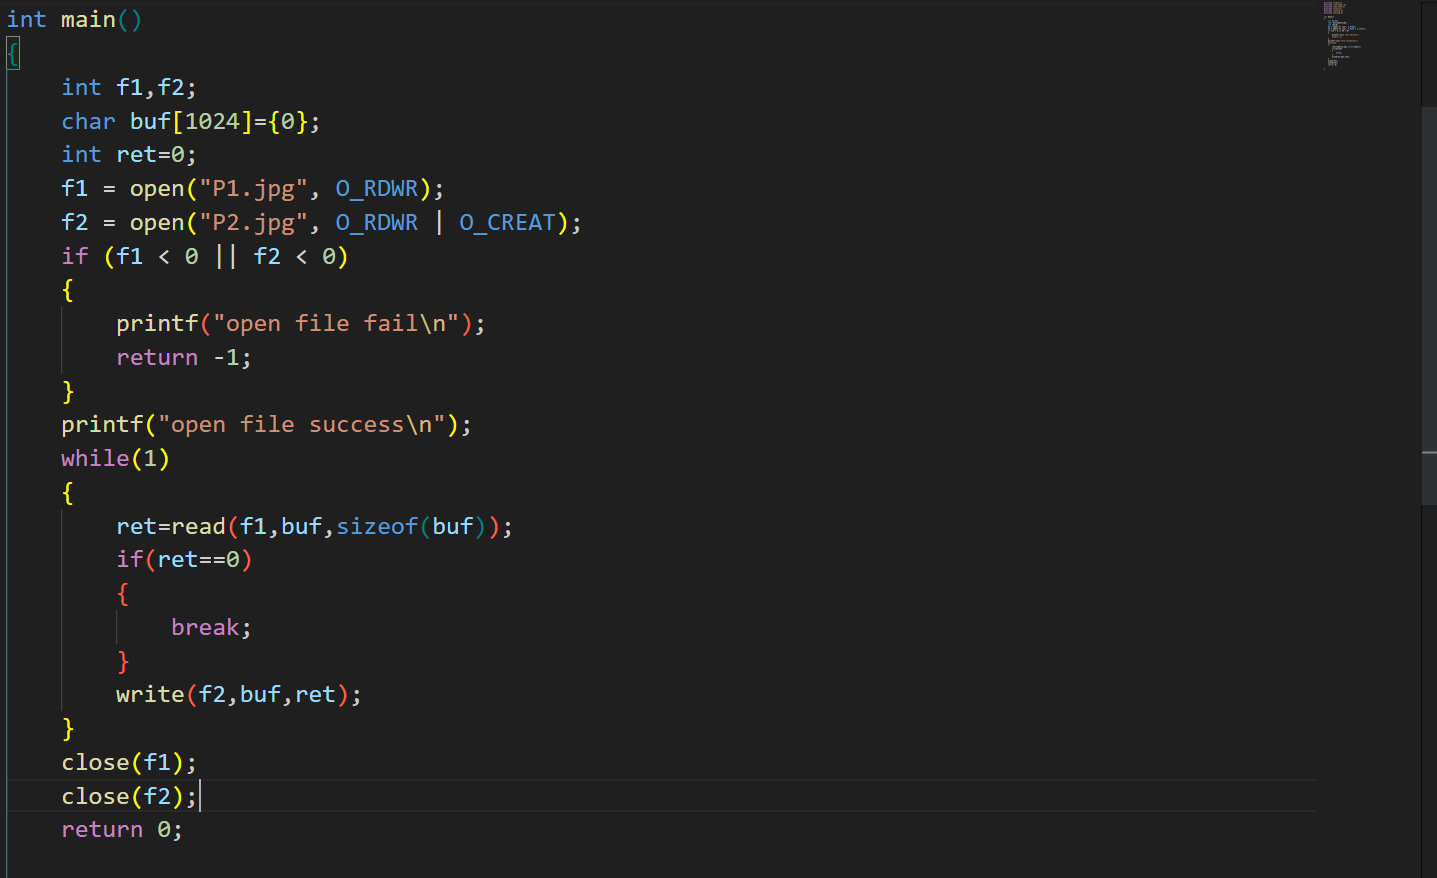 int main()
{
    int f1,f2;
    char buf[1024]={0};
    int ret=0;
    f1 = open("P1.jpg", O_RDWR);
    f2 = open("P2.jpg", O_RDWR | O_CREAT);
    if (f1 < 0 || f2 < 0)
    {
        printf("open file fail\n");
        return -1;
    }
    printf("open file success\n");
    while(1)
    {
        ret=read(f1,buf,sizeof(buf));
        if(ret==0)
        {
            break;
        }
        write(f2,buf,ret);
    }
    close(f1);
    close(f2);
    return 0;